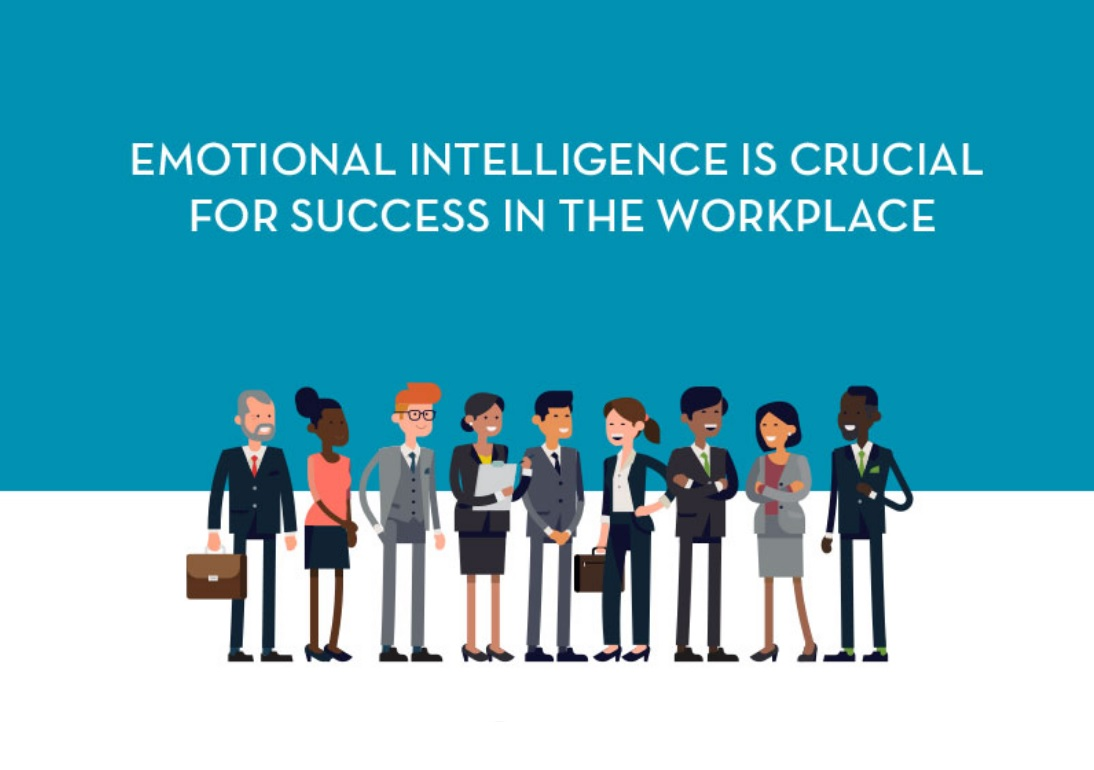 EMOTIONAL INTELLIGENCE IS CRUCIAL
FOR SUCCESS IN THE WORKPLACE